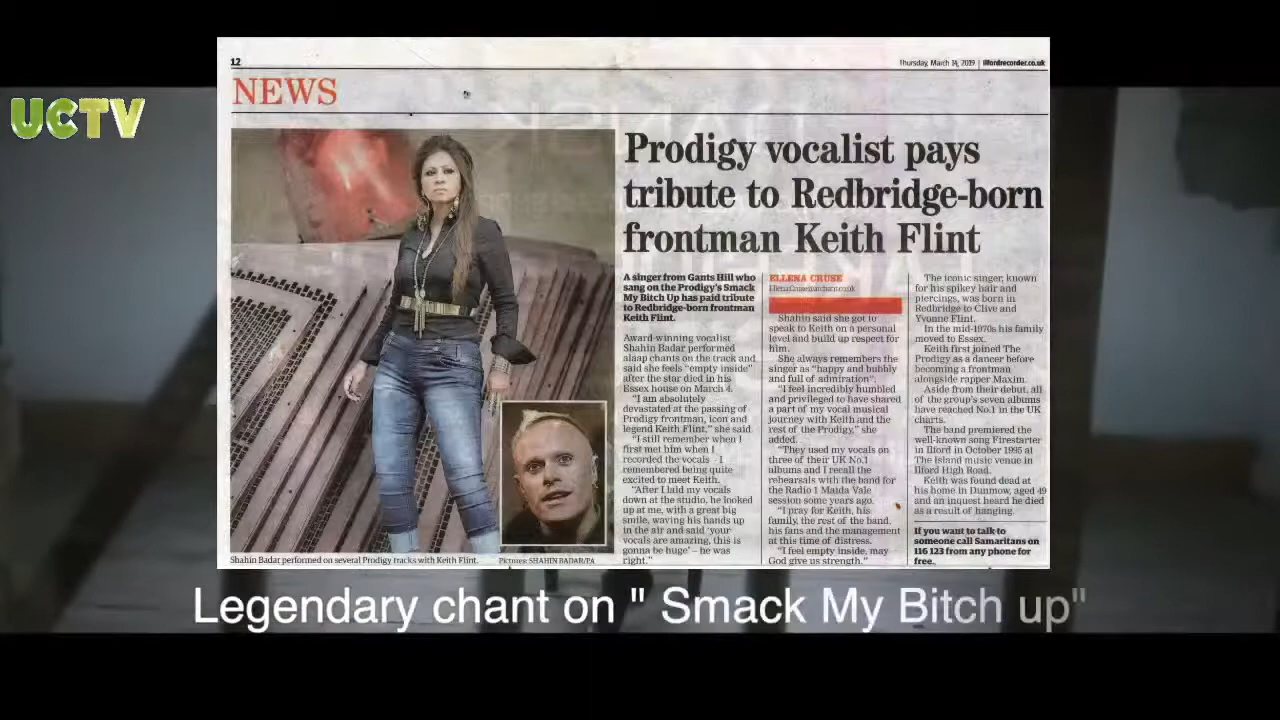 12
Thursday, March 14, 2019 | ilfordrecorder.co.uk
NEWS
UCTV
Prodigy vocalist pays
tribute to Redbridge-born
frontman Keith Flint
A singer from Gants Hill who
sang on the Prodigy's Smack
My Bitch Up has paid tribute
to Redbridge-born frontman
Keith Flint.
Award-winning vocalist
Shahin Badar performed
alaap chants on the track and
said she feels "empty inside"
after the star died in his
Essex house on March 4.
"I am absolutely
devastated at the passing of
Prodigy frontman, icon and
legend Keith Flint," she said.
"I still remember when I
first met him when I
recorded the vocals - I
remembered being quite
excited to meet Keith.
"After I laid my vocals
down at the studio, he looked
up at me, with a great big
smile, waving his hands up
in the air and said 'your
vocals are amazing, this is
gonna be huge' – he was
right."
ELLENA CRUSE
Shahin said she got to
speak to Keith on a personal
level and build up respect for
him.
She always remembers the
singer as "happy and bubbly
and full of admiration".
"I feel incredibly humbled
and privileged to have shared
a part of my vocal musical
journey with Keith and the
rest of the Prodigy," she
added.
"They used my vocals on
three of their UK No.1
albums and I recall the
rehearsals with the band for
the Radio 1 Maida Vale
session some years ago.
"I pray for Keith, his
family, the rest of the band,
his fans and the management
at this time of distress.
"I feel empty inside, may
God give us strength."
The iconic singer, known
for his spikey hair and
piercings, was born in
Redbridge to Clive and
Yvonne Flint.
In the mid-1970s his family
moved to Essex.
Keith first joined The
Prodigy as a dancer before
becoming a frontman
alongside rapper Maxim.
Aside from their debut, all
of the group's seven albums
have reached No.1 in the UK
charts.
The band premiered the
well-known song Firestarter
in Ilford in October 1995 at
The Island music venue in
Ilford High Road.
Keith was found dead at
his home in Dunmow, aged 49
and an inquest heard he died
as a result of hanging.
If you want to talk to
someone call Samaritans on
116 123 from any phone for
free.
Shahin Badar performed on several Prodigy tracks with Keith Flint.
Pictures: SHAHIN BADAR/PA
Legendary chant on " Smack My Bitch up"